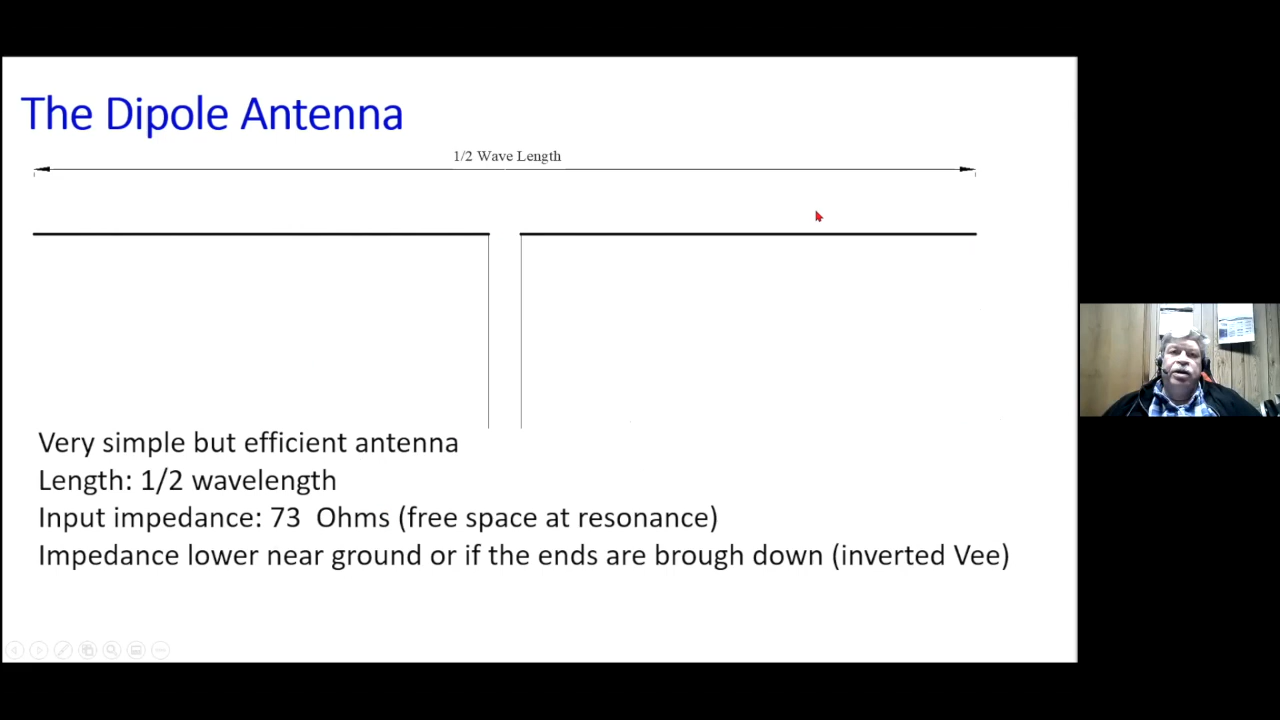 The Dipole Antenna
1/2 Wave Length
Very simple but efficient antenna
Length: 1/2 wavelength
Input impedance: 73 Ohms (free space at resonance)
Impedance lower near ground or if the ends are brough down (inverted Vee)